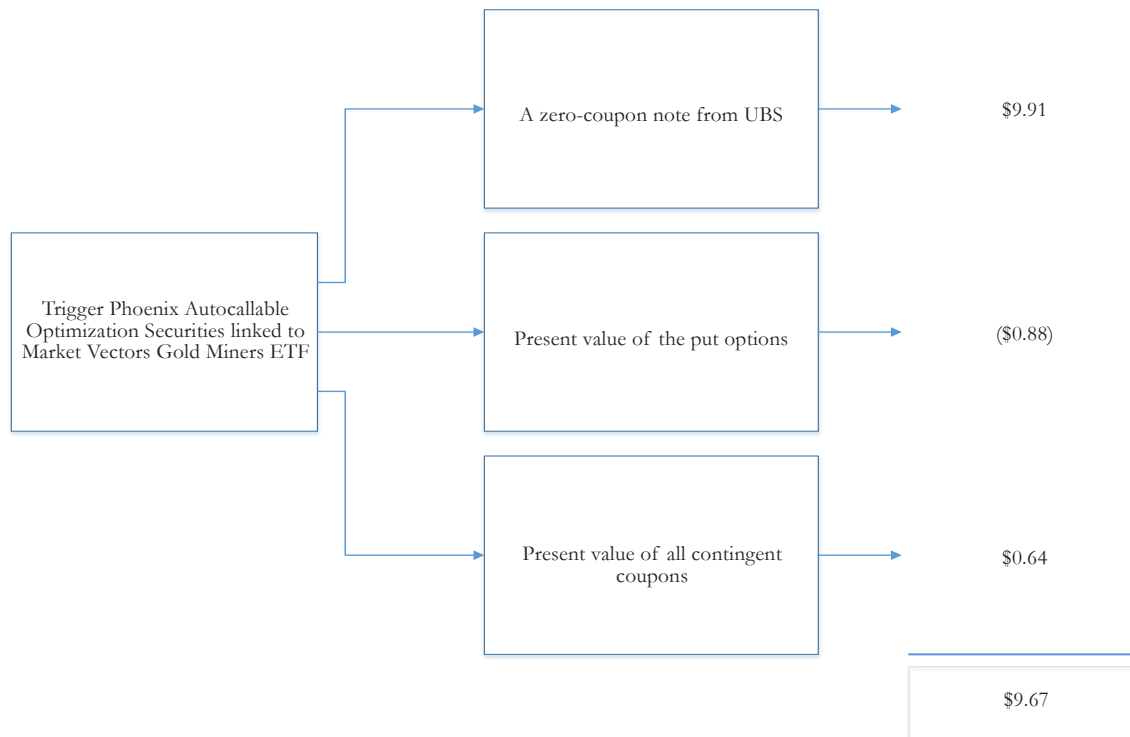 A zero-coupon note from UBS
$9.91
Trigger Phoenix Autocallable
Optimization Securities linked to
Market Vectors Gold Miners ETF
Present value of the put options
($0.88)
Present value of all contingent
coupons
$0.64
$9.67